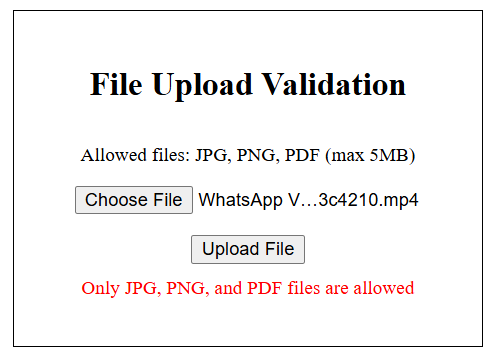 File Upload Validation
Allowed files: JPG, PNG, PDF (max 5MB)
Choose File WhatsApp V...3c4210.mp4
Upload File
Only JPG, PNG, and PDF files are allowed